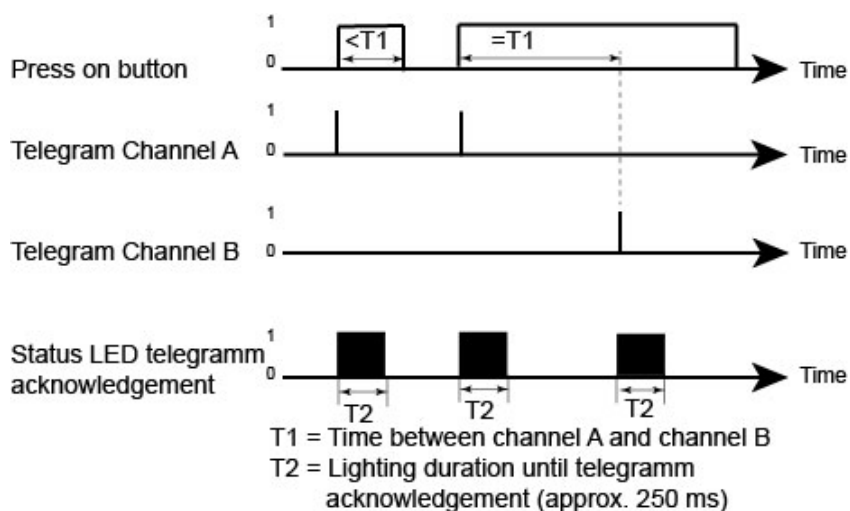 1
<T1
=T1
Press on button
0
Time
1
Telegram Channel A
0
Time
1
Telegram Channel B
0
Time
1
Status LED telegramm
acknowledgement
0
Time
T2
T2
T2
T1 = Time between channel A and channel B
T2 = Lighting duration until telegramm
acknowledgement (approx. 250 ms)